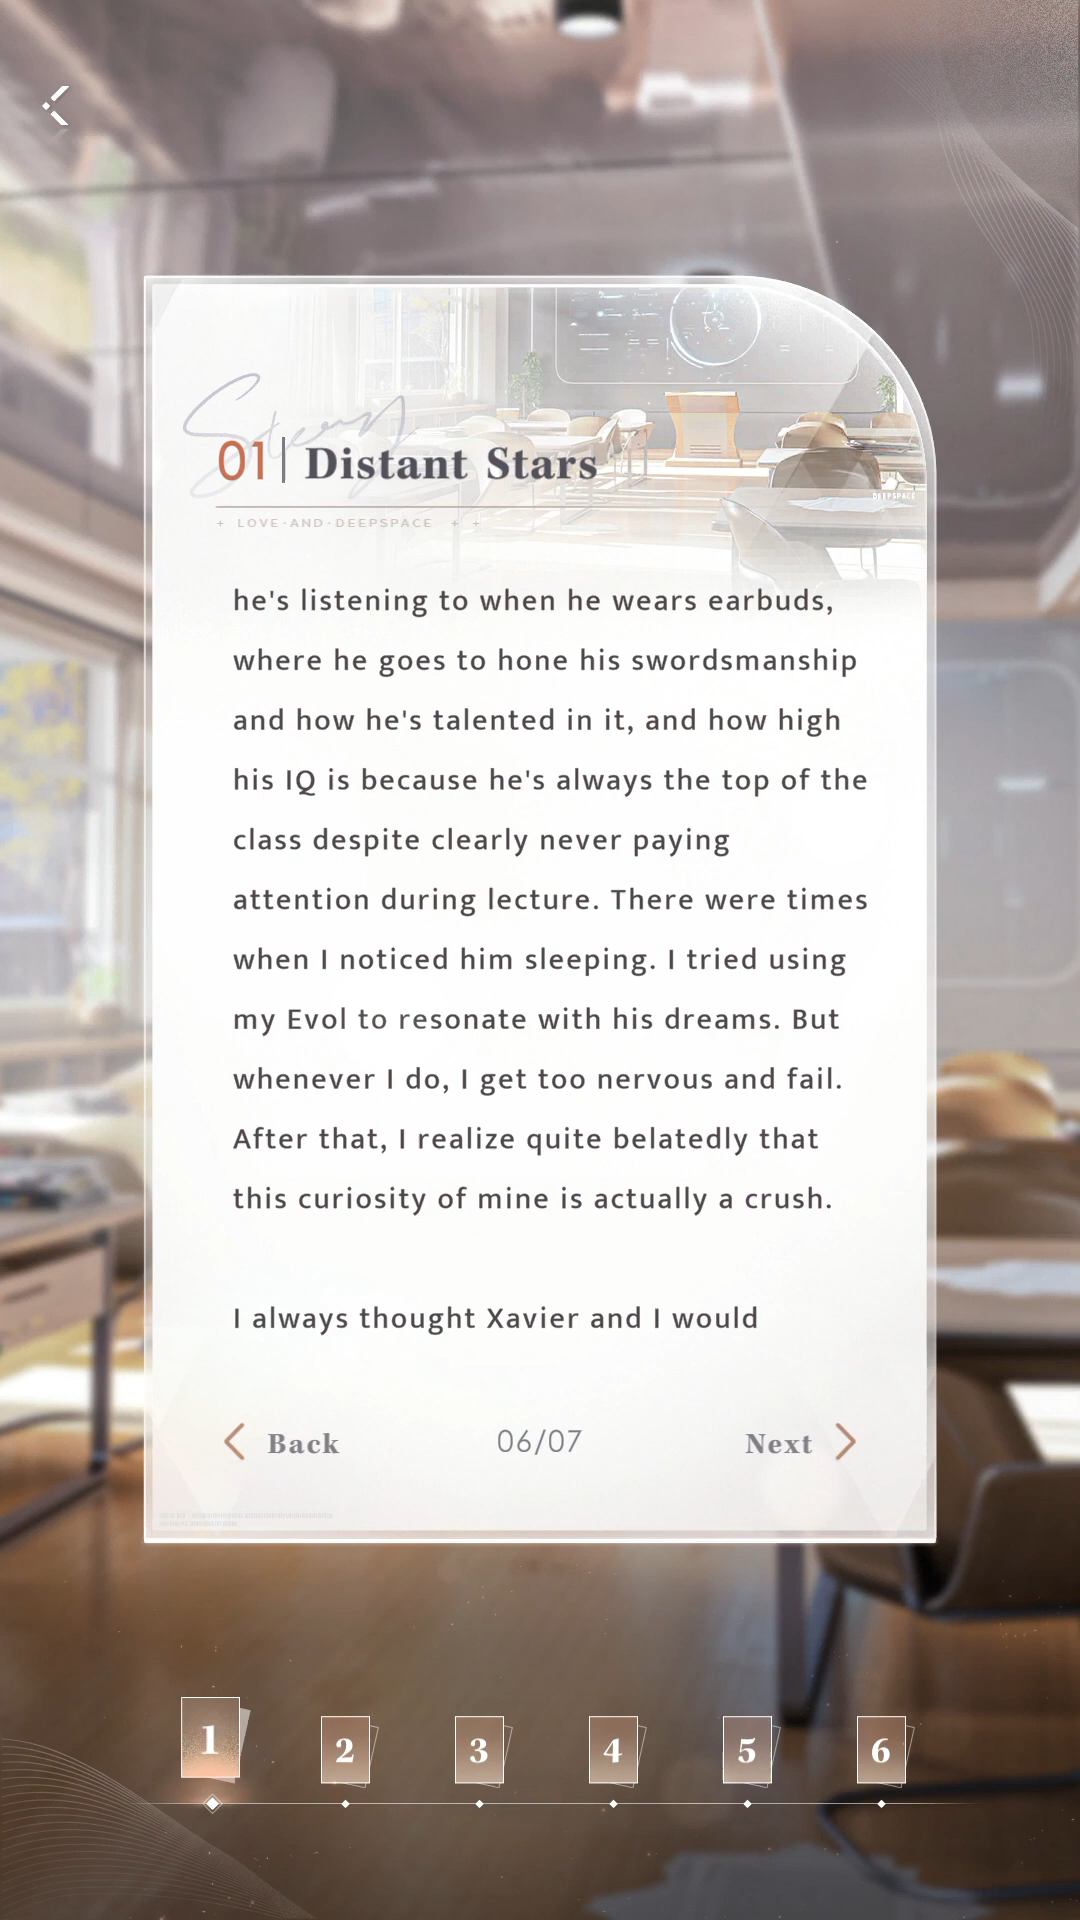 Story
01 | Distant Stars
+ LOVE·AND·DEEPSPACE + +
DEEPSPACE
he's listening to when he wears earbuds,
where he goes to hone his swordsmanship
and how he's talented in it, and how high
his IQ is because he's always the top of the
class despite clearly never paying
attention during lecture. There were times
when I noticed him sleeping. I tried using
my Evol to resonate with his dreams. But
whenever I do, I get too nervous and fail.
After that, I realize quite belatedly that
this curiosity of mine is actually a crush.
I always thought Xavier and I would
Back 06/07 Next
1 2 3 4 5 6